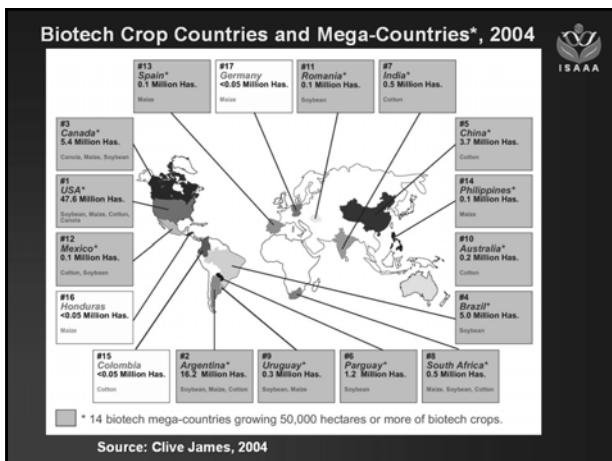 Biotech Crop Countries and Mega-Countries*, 2004
ISAAA
#13
Spain*
0.1 Million Has.
Maize
#17
Germany
<0.05 Million Has.
Maize
#11
Romania*
0.1 Million Has.
Soybean
#7
India*
0.5 Million Has.
Cotton
#3
Canada*
5.4 Million Has.
Canola, Maize, Soybean
#5
China*
3.7 Million Has.
Cotton
#1
USA*
47.6 Million Has.
Soybean, Maize, Cotton,
Canola
#14
Philippines*
0.1 Million Has.
Maize
#12
Mexico*
0.1 Million Has.
Cotton, Soybean
#10
Australia*
0.2 Million Has.
Cotton
#16
Honduras
<0.05 Million Has.
Maize
#4
Brazil*
5.0 Million Has.
Soybean
#15
Colombia
<0.05 Million Has.
Cotton
#2
Argentina*
16.2 Million Has.
Soybean, Maize, Cotton
#9
Uruguay*
0.3 Million Has.
Soybean, Maize
#6
Parguay*
1.2 Million Has.
Soybean
#8
South Africa*
0.5 Million Has.
Maize, Soybean, Cotton
* 14 biotech mega-countries growing 50,000 hectares or more of biotech crops.
Source: Clive James, 2004